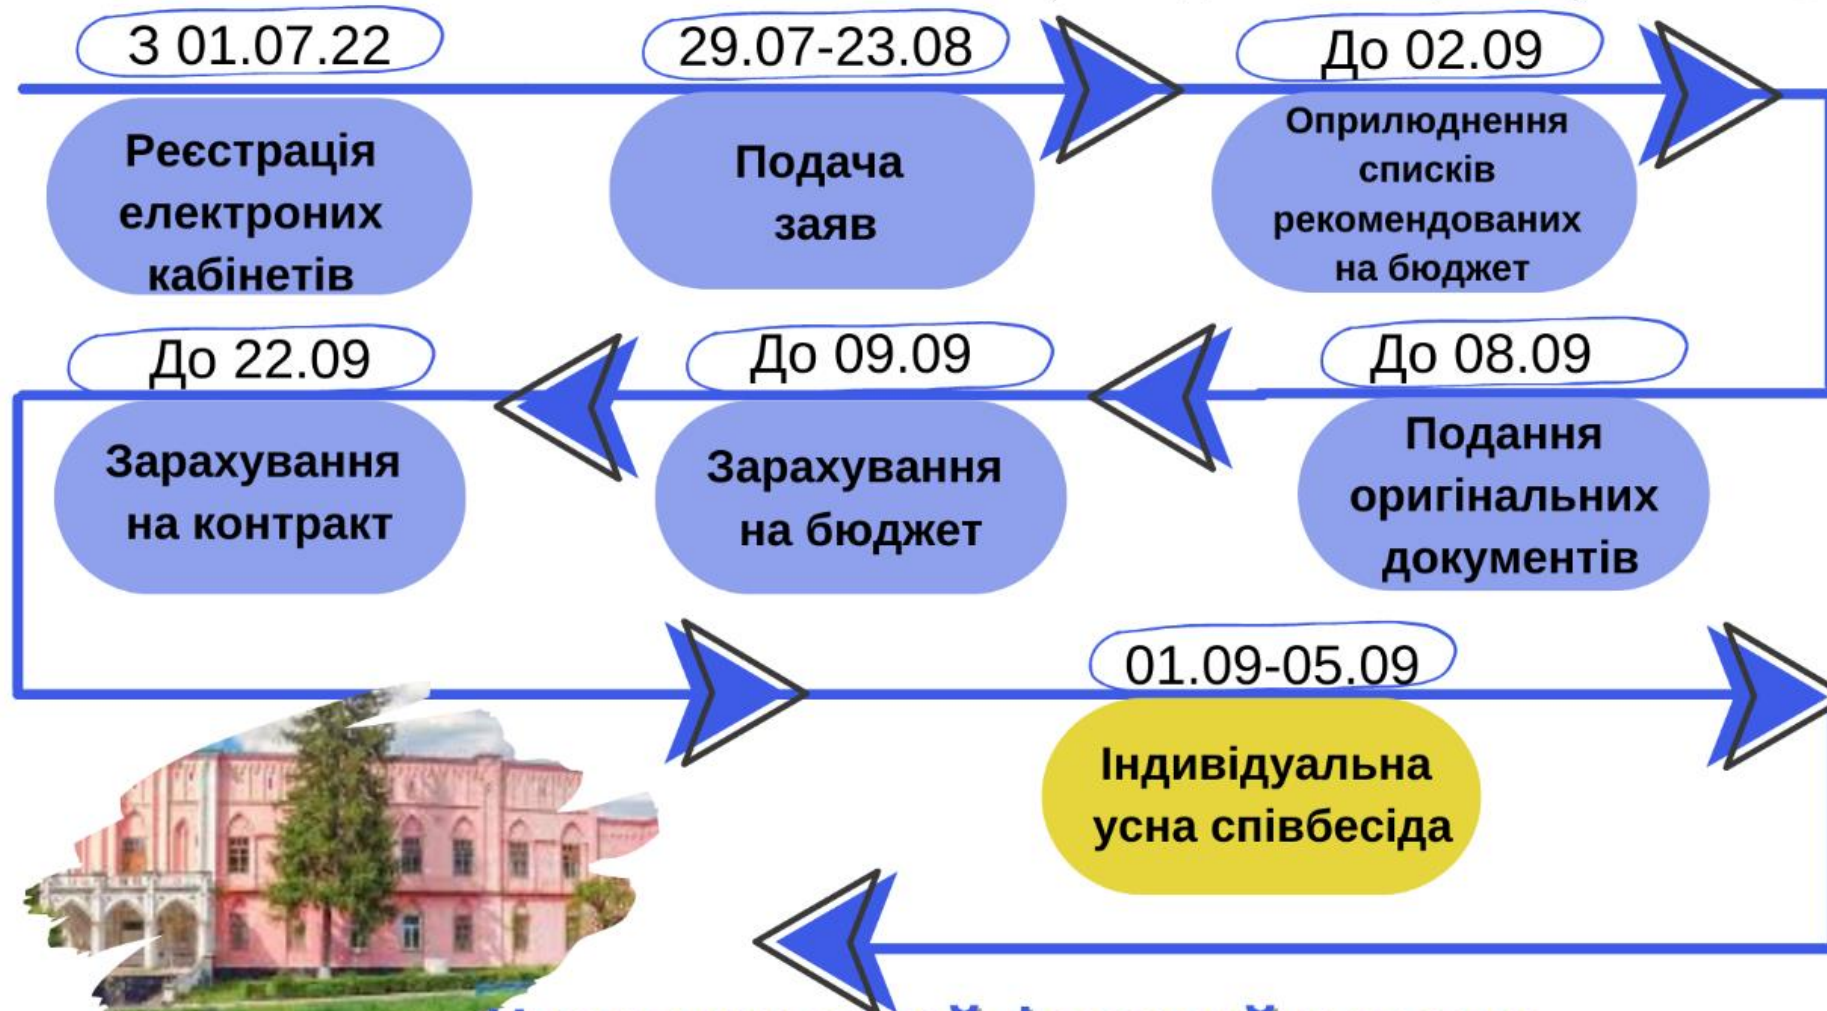 З 01.07.22
Реєстрація
електроних
кабінетів
29.07-23.08
Подача
заяв
До 02.09
Оприлюднення
списків
рекомендованих
на бюджет
До 08.09
Подання
оригінальних
документів
До 09.09
Зарахування
на бюджет
До 22.09
Зарахування
на контракт
01.09-05.09
Індивідуальна
усна співбесіда